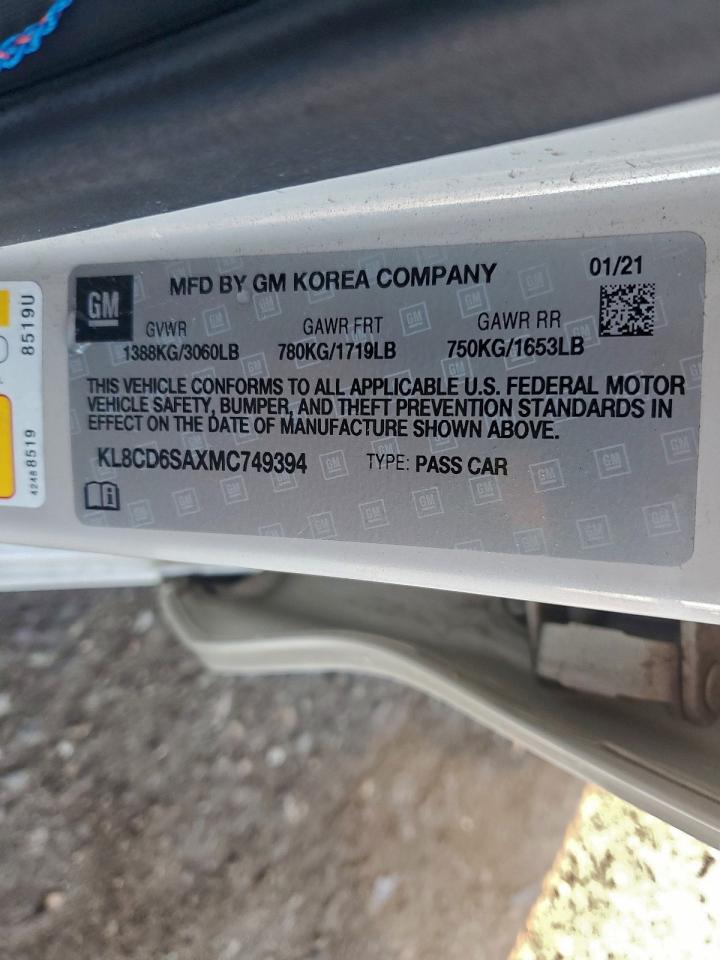 GM
MFD BY GM KOREA COMPANY
01/21
GVWR GAWR FRT GAWR RR
1388KG/3060LB 780KG/1719LB 750KG/1653LB
THIS VEHICLE CONFORMS TO ALL APPLICABLE U.S. FEDERAL MOTOR
VEHICLE SAFETY, BUMPER, AND THEFT PREVENTION STANDARDS IN
EFFECT ON THE DATE OF MANUFACTURE SHOWN ABOVE.
KL8CD6SAXMC749394 TYPE: PASS CAR
8519U
4248 8519